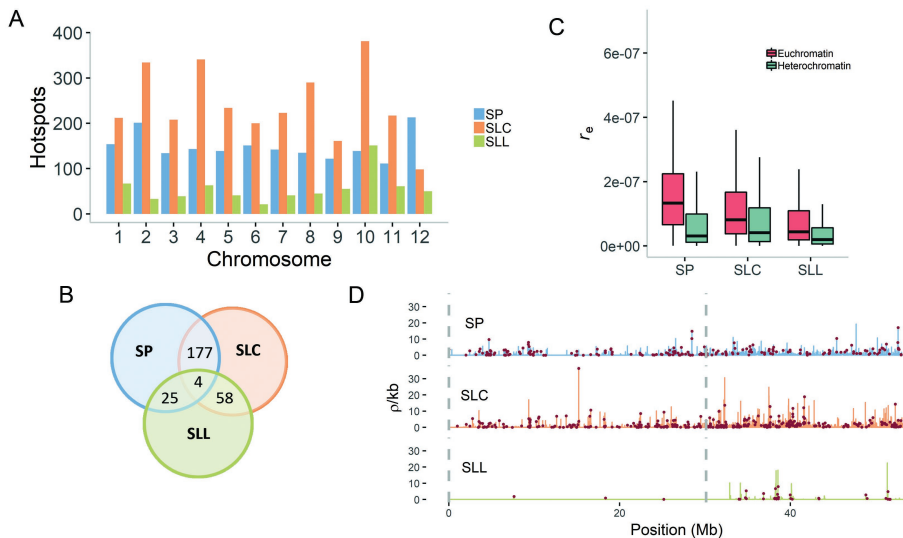 A
400
300
200
100
0
Hotspots
1 2 3 4 5 6 7 8 9 10 11 12
Chromosome
SP
SLC
SLL
C
6e-07
4e-07
2e-07
0e+00
re
Euchromatin
Heterochromatin
SP SLC SLL
B
SP
177
SLC
4
25
58
SLL
D
30
20
10
0
SP
30
20
10
0
SLC
ρ/kb
30
20
10
0
SLL
0 20 40
Position (Mb)